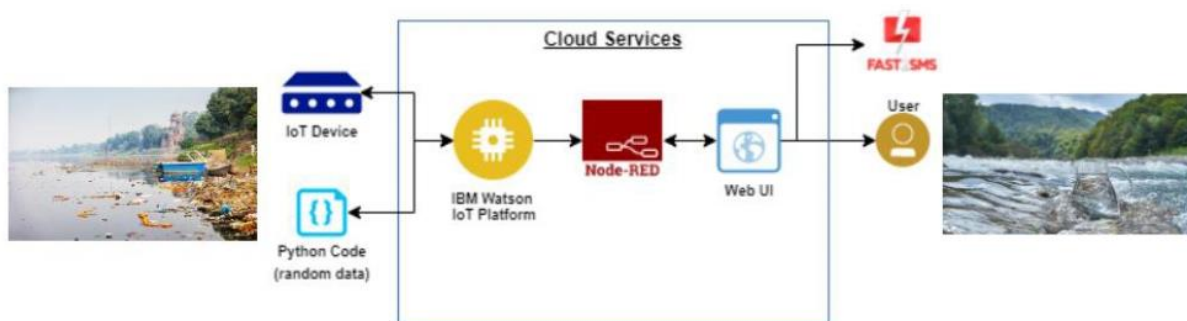 Cloud Services
FAST2SMS
IoT Device
User
IBM Watson
IoT Platform
Node-RED
Web UI
Python Code
(random data)